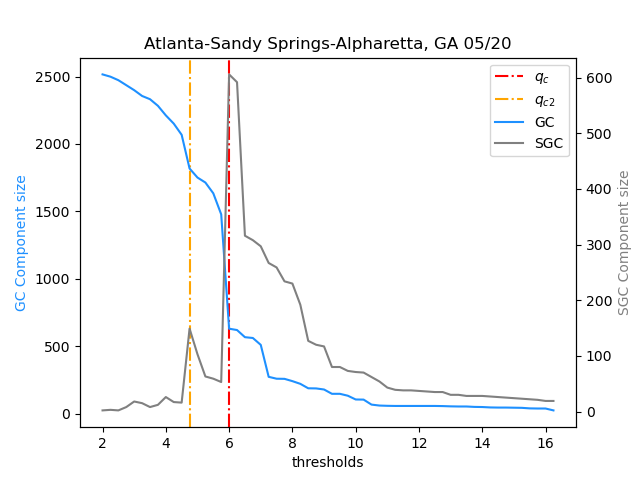 Atlanta-Sandy Springs-Alpharetta, GA 05/20
GC Component size
2500
2000
1500
1000
500
0
q_c
q_c2
GC
SGC
600
500
400
300
200
100
0
SGC Component size
2 4 6 8 10 12 14 16
thresholds